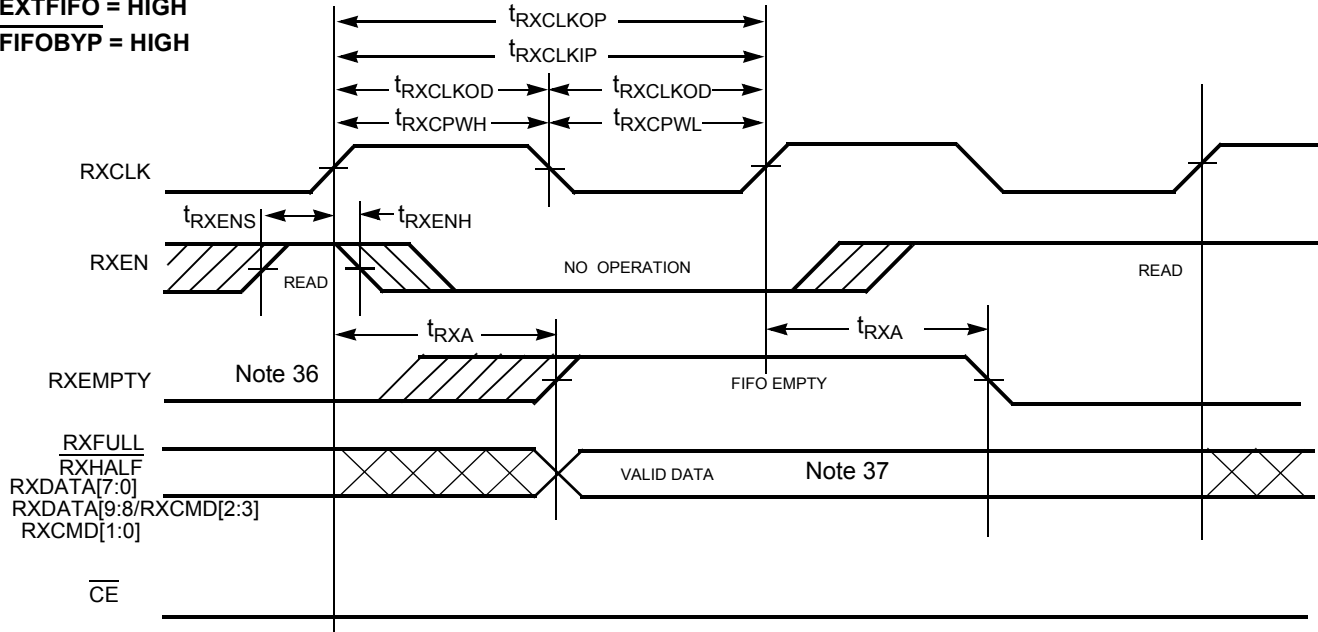 EXTFIFO = HIGH
FIFOBYP = HIGH
tRXCLKOP
tRXCLKIP
tRXCLKOD tRXCLKOD
tRXCPWH tRXCPWL
RXCLK
tRXENS tRXENH
RXEN READ NO OPERATION READ
tRXA tRXA
RXEMPTY Note 36 FIFO EMPTY
RXFULL
RXHALF
RXDATA[7:0]
RXDATA[9:8/RXCMD[2:3]
RXCMD[1:0]
VALID DATA Note 37
CE